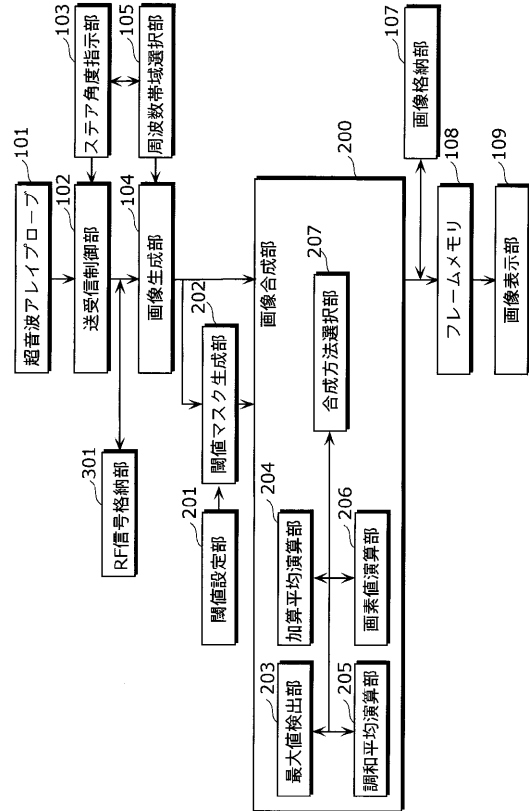 101
超音波アレイプローブ
102
送受信制御部
103
ステア角度指示部
104
画像生成部
105
周波数帯域選択部
301
RF信号格納部
201
閾値設定部
202
閾値マスク生成部
200
画像合成部
203
最大値検出部
204
加算平均演算部
205
調和平均演算部
206
画素値演算部
207
合成方法選択部
107
画像格納部
108
フレームメモリ
109
画像表示部